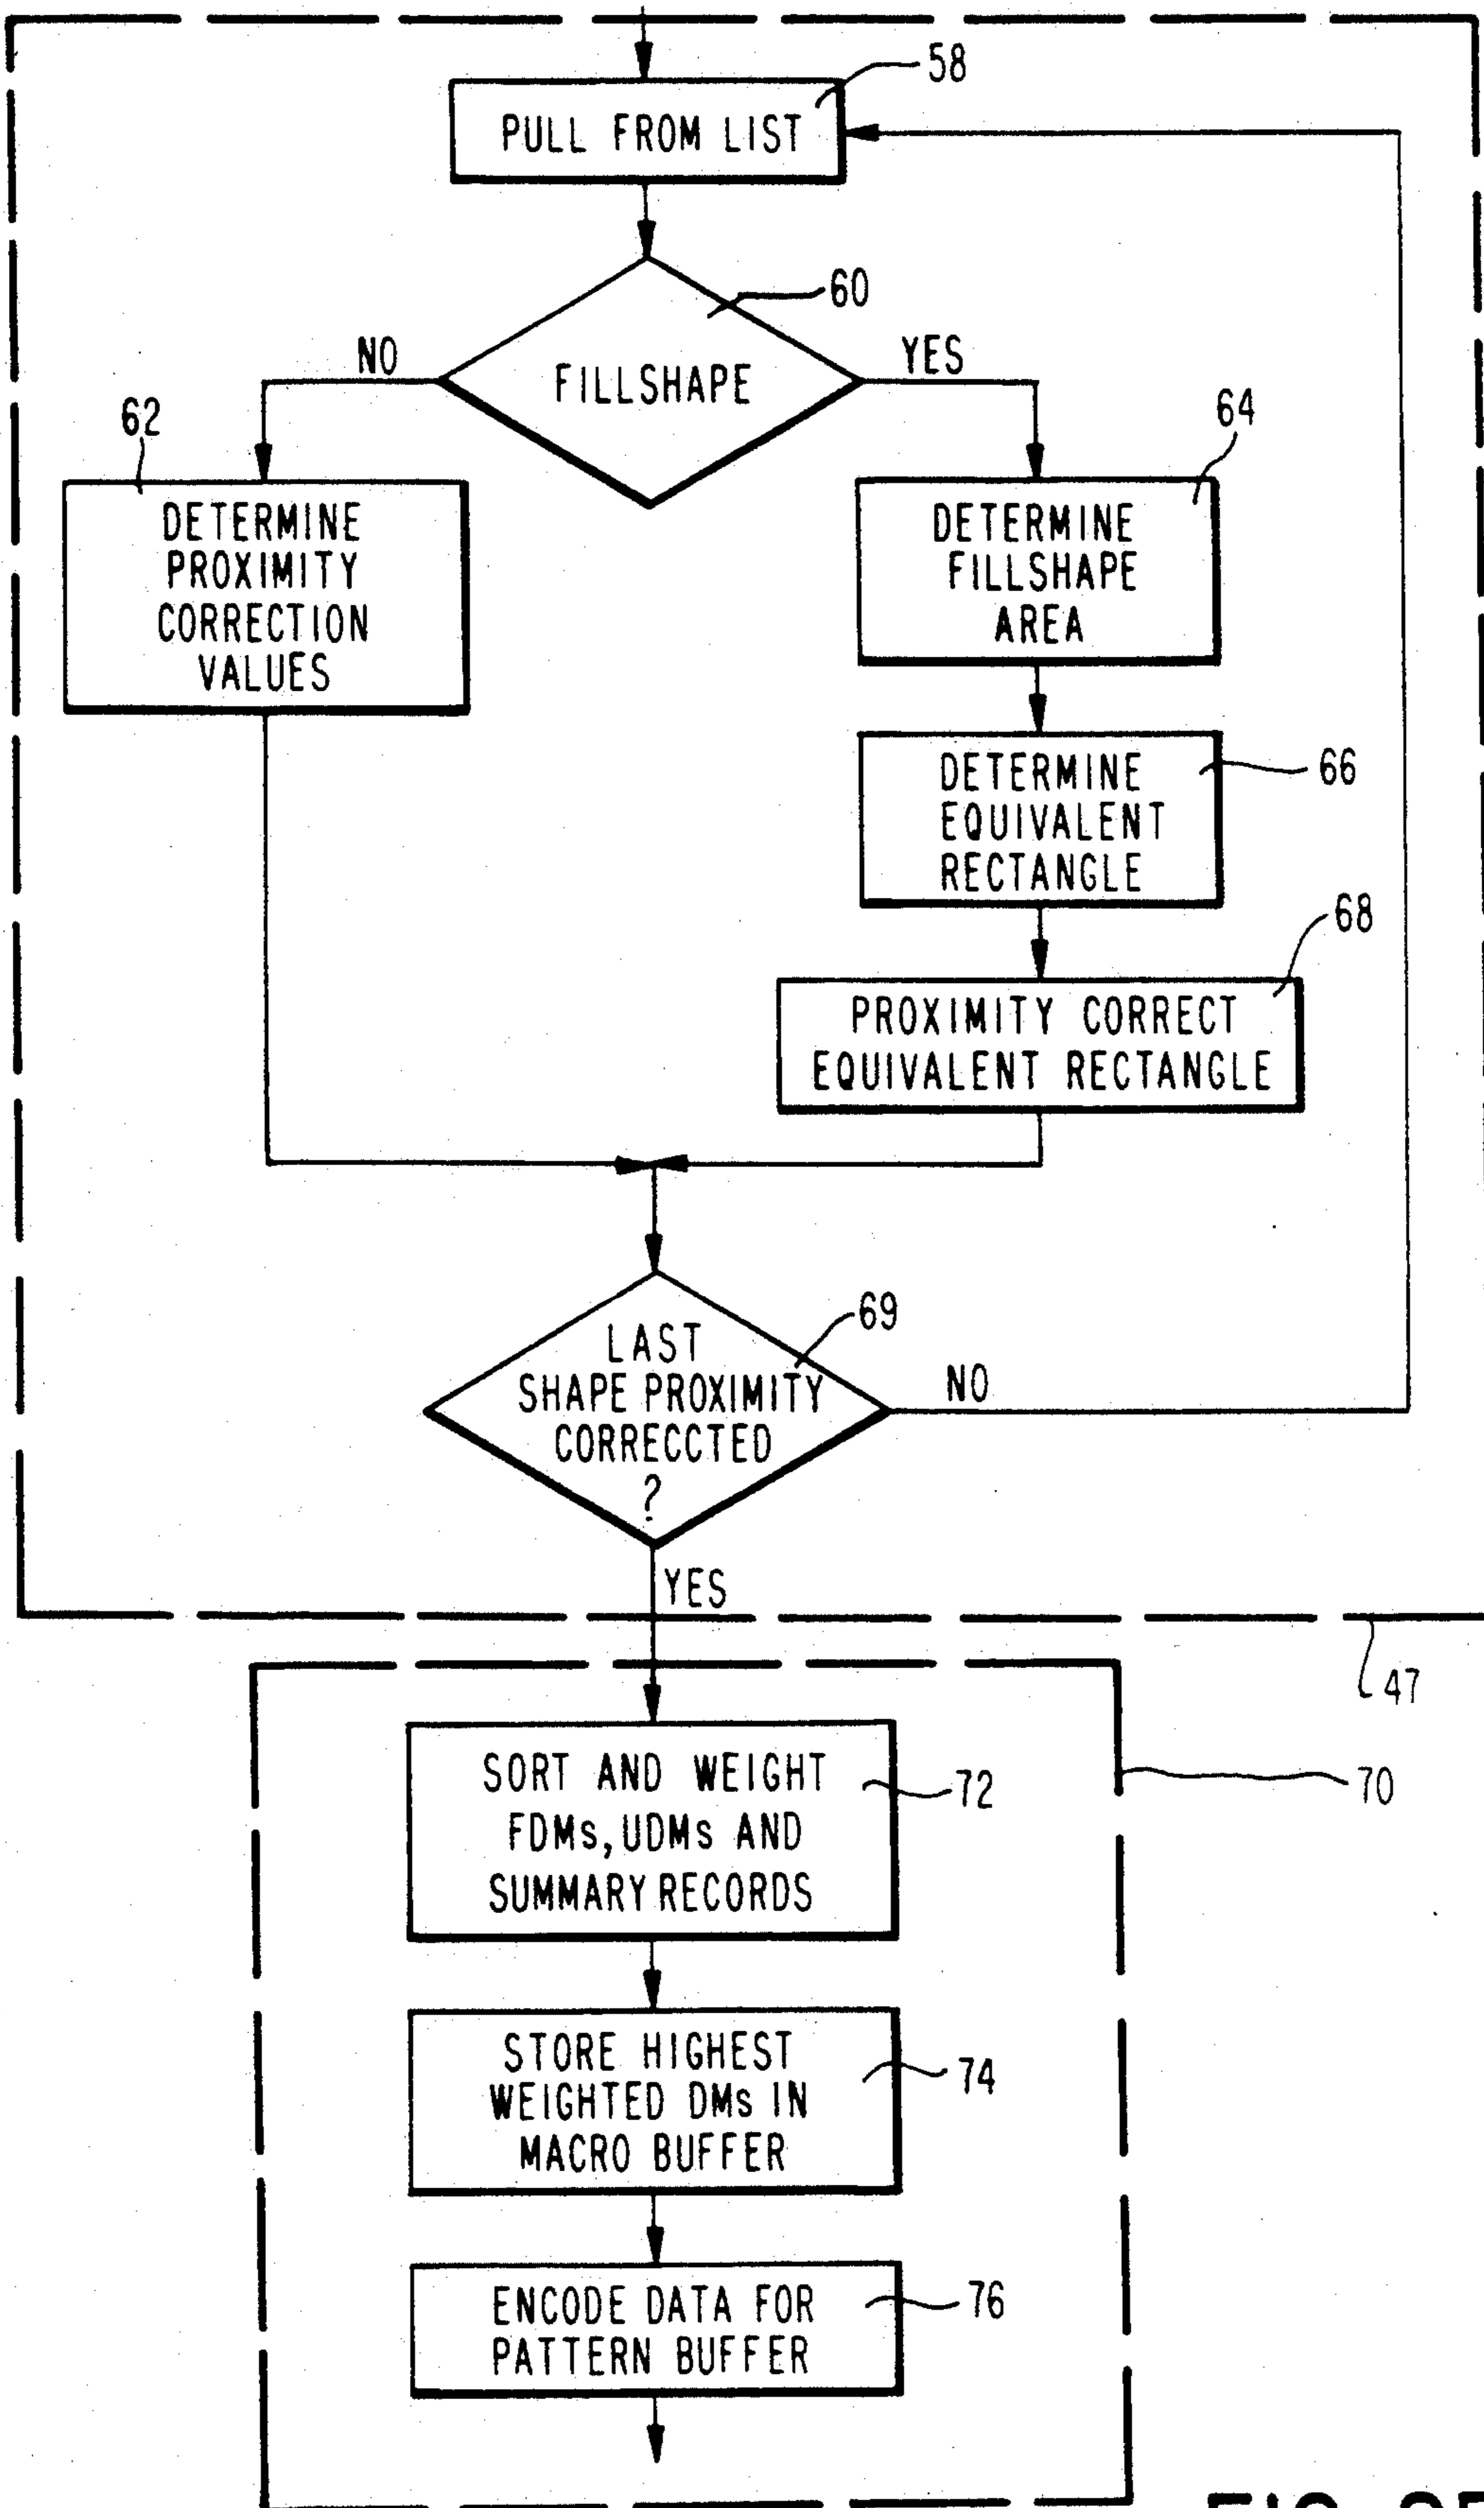 58
PULL FROM LIST
60
NO
FILLSHAPE
YES
62
64
DETERMINE
PROXIMITY
CORRECTION
VALUES
DETERMINE
FILLSHAPE
AREA
66
DETERMINE
EQUIVALENT
RECTANGLE
68
PROXIMITY CORRECT
EQUIVALENT RECTANGLE
69
LAST
SHAPE PROXIMITY
CORRECCTED
?
NO
YES
47
70
SORT AND WEIGHT
FDMs, UDMs AND
SUMMARY RECORDS
72
STORE HIGHEST
WEIGHTED DMs IN
MACRO BUFFER
74
ENCODE DATA FOR
PATTERN BUFFER
76